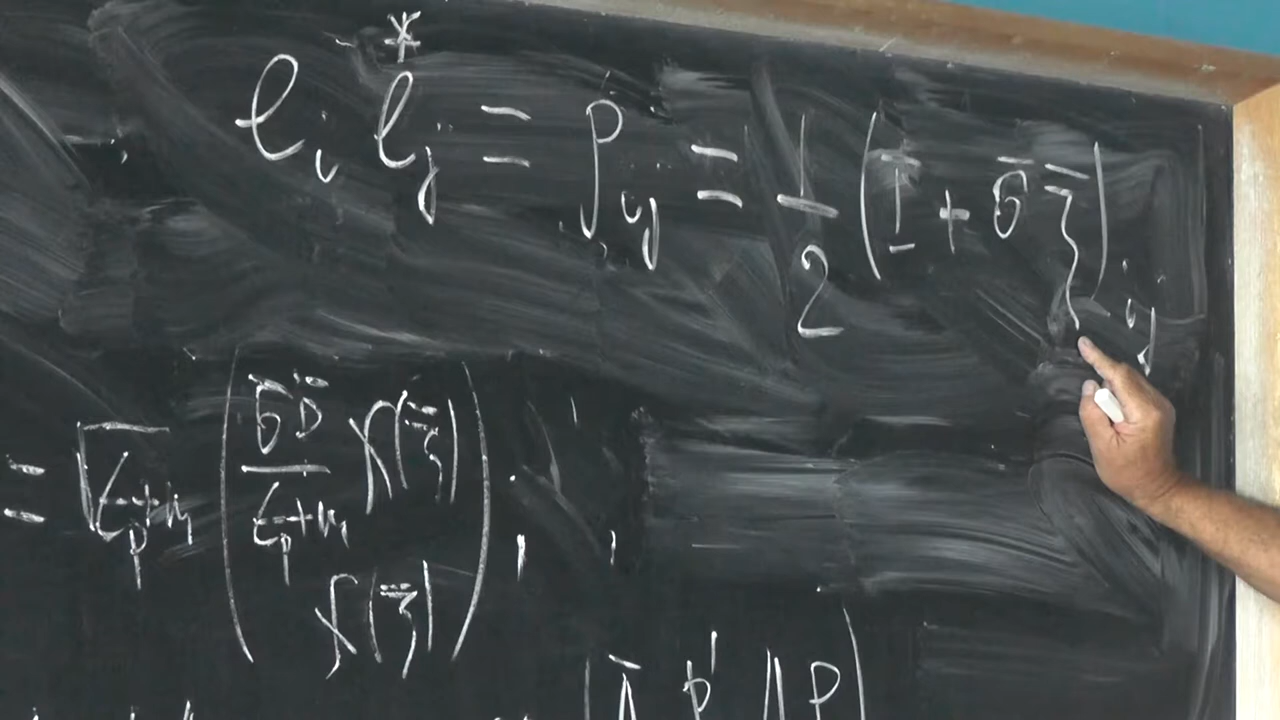 e_i e_j^* = ρ_ij = 1/2 (I + σ̄ ξ̄)_ij
= √(E_p+m) ( (σ̄ p̄)/(E_p+m) χ(ξ̄)
χ(ξ̄) ) ,